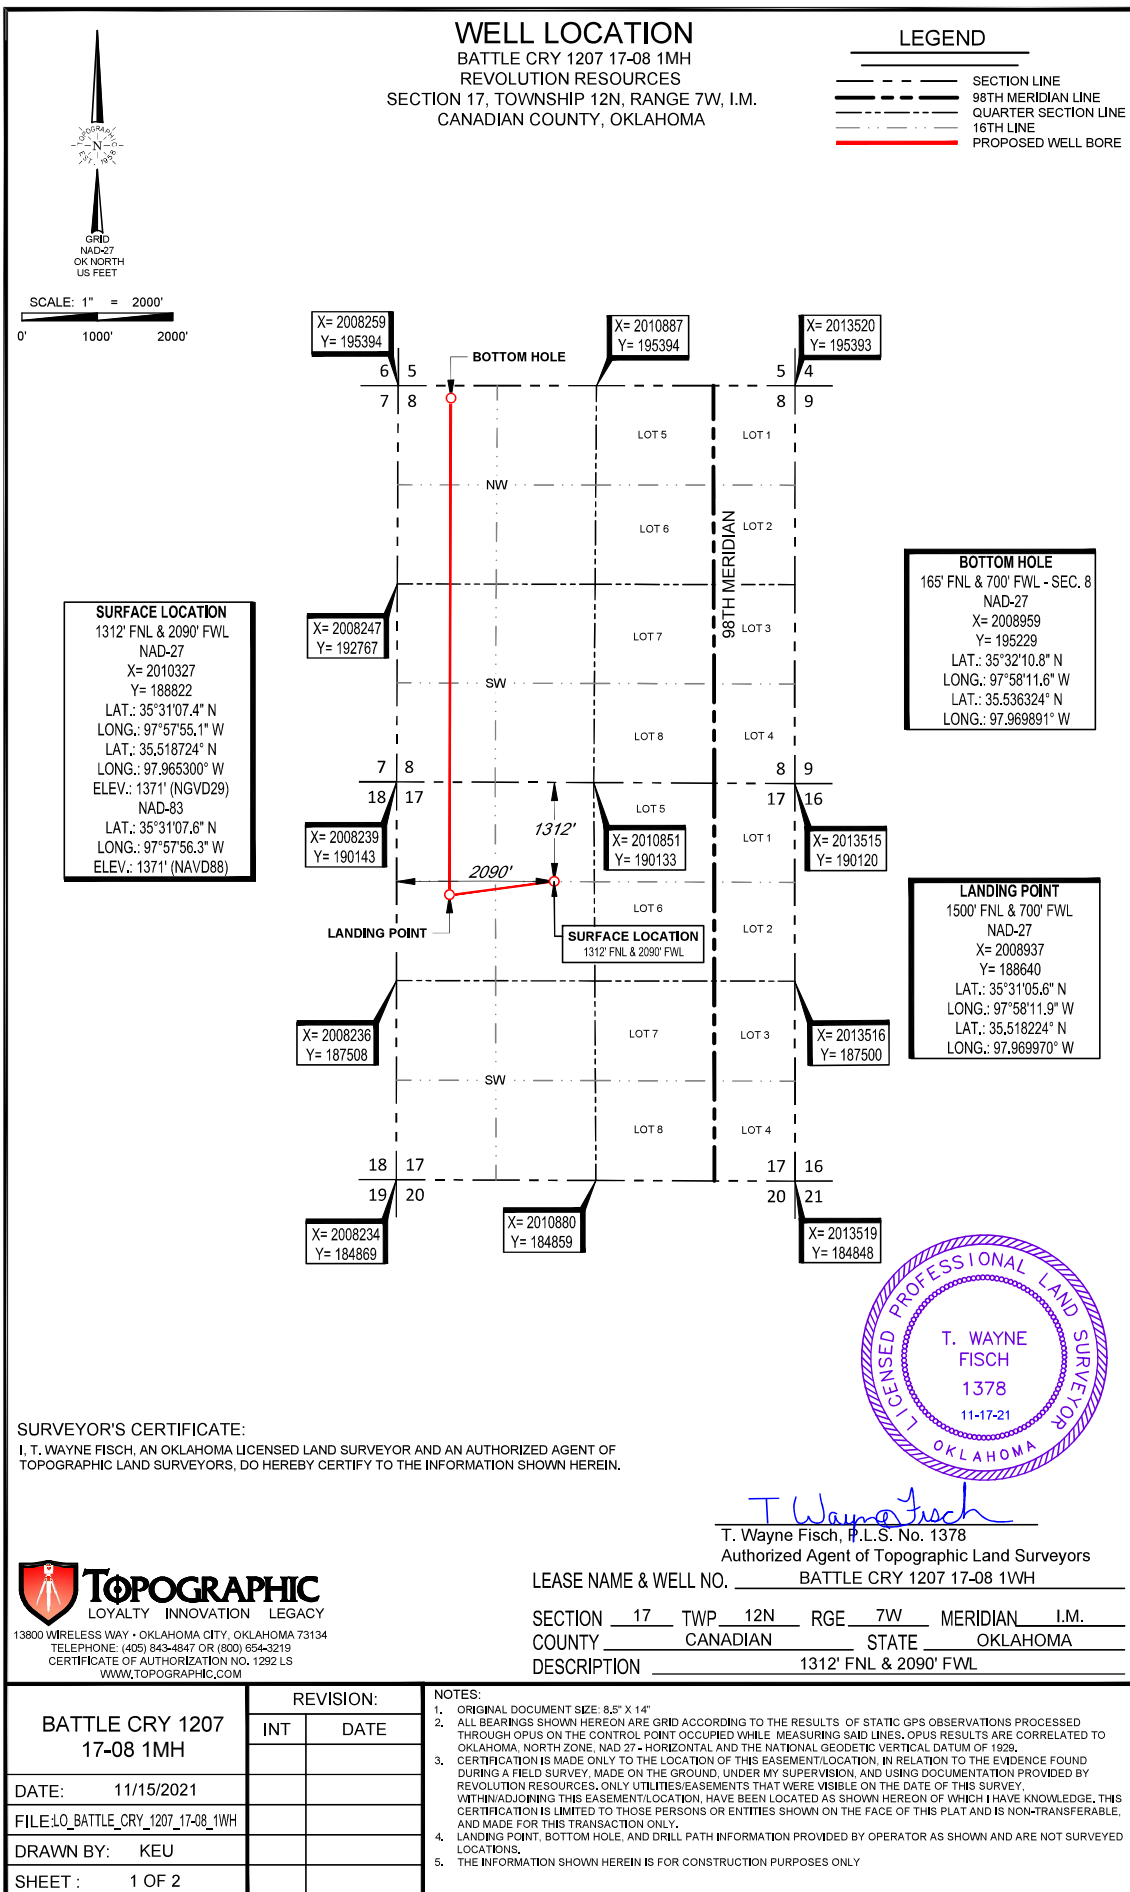 WELL LOCATION
BATTLE CRY 1207 17-08 1MH
REVOLUTION RESOURCES
SECTION 17, TOWNSHIP 12N, RANGE 7W, I.M.
CANADIAN COUNTY, OKLAHOMA
LEGEND
SECTION LINE
98TH MERIDIAN LINE
QUARTER SECTION LINE
16TH LINE
PROPOSED WELL BORE
TOPOGRAPHIC
N
EST. 1958
GRID
NAD-27
OK NORTH
US FEET
SCALE: 1" = 2000'
0' 1000' 2000'
X= 2008259
Y= 195394
X= 2010887
Y= 195394
X= 2013520
Y= 195393
BOTTOM HOLE
6 5
7 8
5 4
8 9
LOT 5
LOT 1
NW
LOT 6
LOT 2
98TH MERIDIAN
X= 2008247
Y= 192767
LOT 7
LOT 3
SW
LOT 8
LOT 4
SURFACE LOCATION
1312' FNL & 2090' FWL
NAD-27
X= 2010327
Y= 188822
LAT.: 35°31'07.4" N
LONG.: 97°57'55.1" W
LAT.: 35.518724° N
LONG.: 97.965300° W
ELEV.: 1371' (NGVD29)
NAD-83
LAT.: 35°31'07.6" N
LONG.: 97°57'56.3" W
ELEV.: 1371' (NAVD88)
BOTTOM HOLE
165' FNL & 700' FWL - SEC. 8
NAD-27
X= 2008959
Y= 195229
LAT.: 35°32'10.8" N
LONG.: 97°58'11.6" W
LAT.: 35.536324° N
LONG.: 97.969891° W
7 8
18 17
8 9
17 16
X= 2008239
Y= 190143
1312'
X= 2010851
Y= 190133
X= 2013515
Y= 190120
LOT 5
LOT 1
2090'
LOT 6
LOT 2
LANDING POINT
SURFACE LOCATION
1312' FNL & 2090' FWL
LANDING POINT
1500' FNL & 700' FWL
NAD-27
X= 2008937
Y= 188640
LAT.: 35°31'05.6" N
LONG.: 97°58'11.9" W
LAT.: 35.518224° N
LONG.: 97.969970° W
X= 2008236
Y= 187508
LOT 7
LOT 3
X= 2013516
Y= 187500
SW
LOT 8
LOT 4
18 17
19 20
17 16
20 21
X= 2008234
Y= 184869
X= 2010880
Y= 184859
X= 2013519
Y= 184848
LICENSED PROFESSIONAL LAND SURVEYOR
T. WAYNE
FISCH
1378
11-17-21
OKLAHOMA
SURVEYOR'S CERTIFICATE:
I, T. WAYNE FISCH, AN OKLAHOMA LICENSED LAND SURVEYOR AND AN AUTHORIZED AGENT OF
TOPOGRAPHIC LAND SURVEYORS, DO HEREBY CERTIFY TO THE INFORMATION SHOWN HEREIN.
T Wayne Fisch
T. Wayne Fisch, P.L.S. No. 1378
Authorized Agent of Topographic Land Surveyors
TOPOGRAPHIC
LOYALTY INNOVATION LEGACY
13800 WIRELESS WAY • OKLAHOMA CITY, OKLAHOMA 73134
TELEPHONE: (405) 843-4847 OR (800) 654-3219
CERTIFICATE OF AUTHORIZATION NO. 1292 LS
WWW.TOPOGRAPHIC.COM
LEASE NAME & WELL NO. BATTLE CRY 1207 17-08 1WH
SECTION 17 TWP 12N RGE 7W MERIDIAN I.M.
COUNTY CANADIAN STATE OKLAHOMA
DESCRIPTION 1312' FNL & 2090' FWL
BATTLE CRY 1207
17-08 1MH
REVISION:
INT DATE
DATE: 11/15/2021
FILE:LO_BATTLE_CRY_1207_17-08_1WH
DRAWN BY: KEU
SHEET : 1 OF 2
NOTES:
1. ORIGINAL DOCUMENT SIZE: 8.5" X 14"
2. ALL BEARINGS SHOWN HEREON ARE GRID ACCORDING TO THE RESULTS OF STATIC GPS OBSERVATIONS PROCESSED
THROUGH OPUS ON THE CONTROL POINT OCCUPIED WHILE MEASURING SAID LINES. OPUS RESULTS ARE CORRELATED TO
OKLAHOMA, NORTH ZONE, NAD 27 - HORIZONTAL AND THE NATIONAL GEODETIC VERTICAL DATUM OF 1929.
3. CERTIFICATION IS MADE ONLY TO THE LOCATION OF THIS EASEMENT/LOCATION, IN RELATION TO THE EVIDENCE FOUND
DURING A FIELD SURVEY, MADE ON THE GROUND, UNDER MY SUPERVISION, AND USING DOCUMENTATION PROVIDED BY
REVOLUTION RESOURCES. ONLY UTILITIES/EASEMENTS THAT WERE VISIBLE ON THE DATE OF THIS SURVEY,
WITHIN/ADJOINING THIS EASEMENT/LOCATION, HAVE BEEN LOCATED AS SHOWN HEREON OF WHICH I HAVE KNOWLEDGE. THIS
CERTIFICATION IS LIMITED TO THOSE PERSONS OR ENTITIES SHOWN ON THE FACE OF THIS PLAT AND IS NON-TRANSFERABLE,
AND MADE FOR THIS TRANSACTION ONLY.
4. LANDING POINT, BOTTOM HOLE, AND DRILL PATH INFORMATION PROVIDED BY OPERATOR AS SHOWN AND ARE NOT SURVEYED
LOCATIONS.
5. THE INFORMATION SHOWN HEREIN IS FOR CONSTRUCTION PURPOSES ONLY